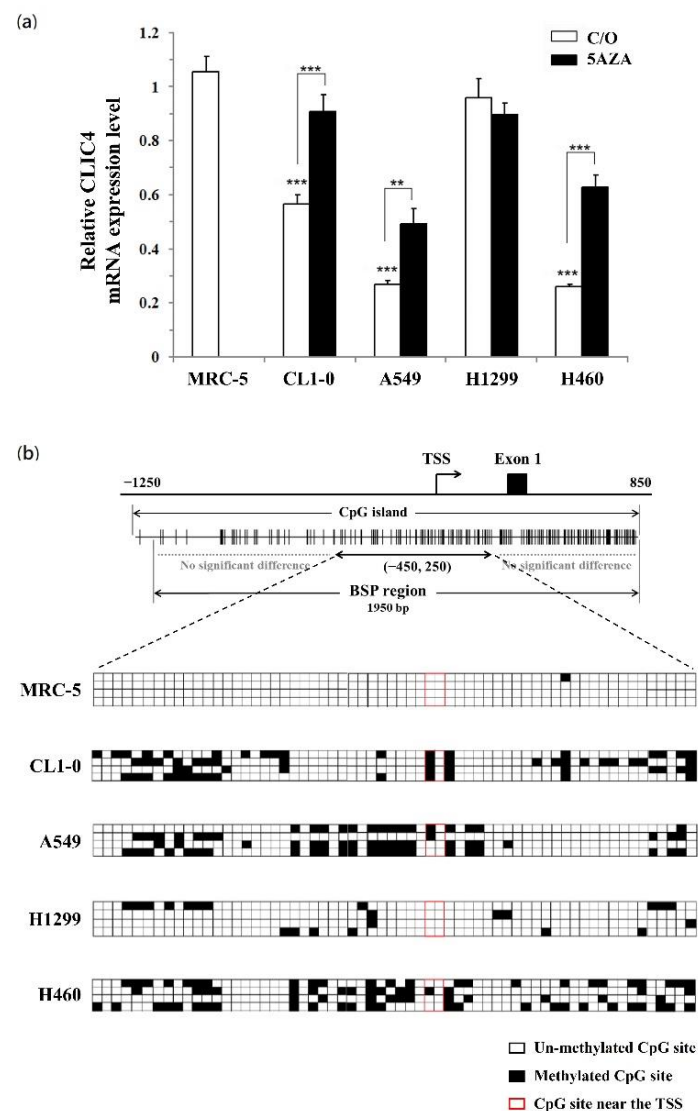 (a)
Relative CLIC4
mRNA expression level
1.2
1
0.8
0.6
0.4
0.2
0
C/O
5AZA
***
***
**
***
***
***
***
MRC-5 CL1-0 A549 H1299 H460
(b)
TSS Exon 1
−1250 850
CpG island
No significant difference (−450, 250) No significant difference
BSP region
1950 bp
MRC-5
CL1-0
A549
H1299
H460
Un-methylated CpG site
Methylated CpG site
CpG site near the TSS